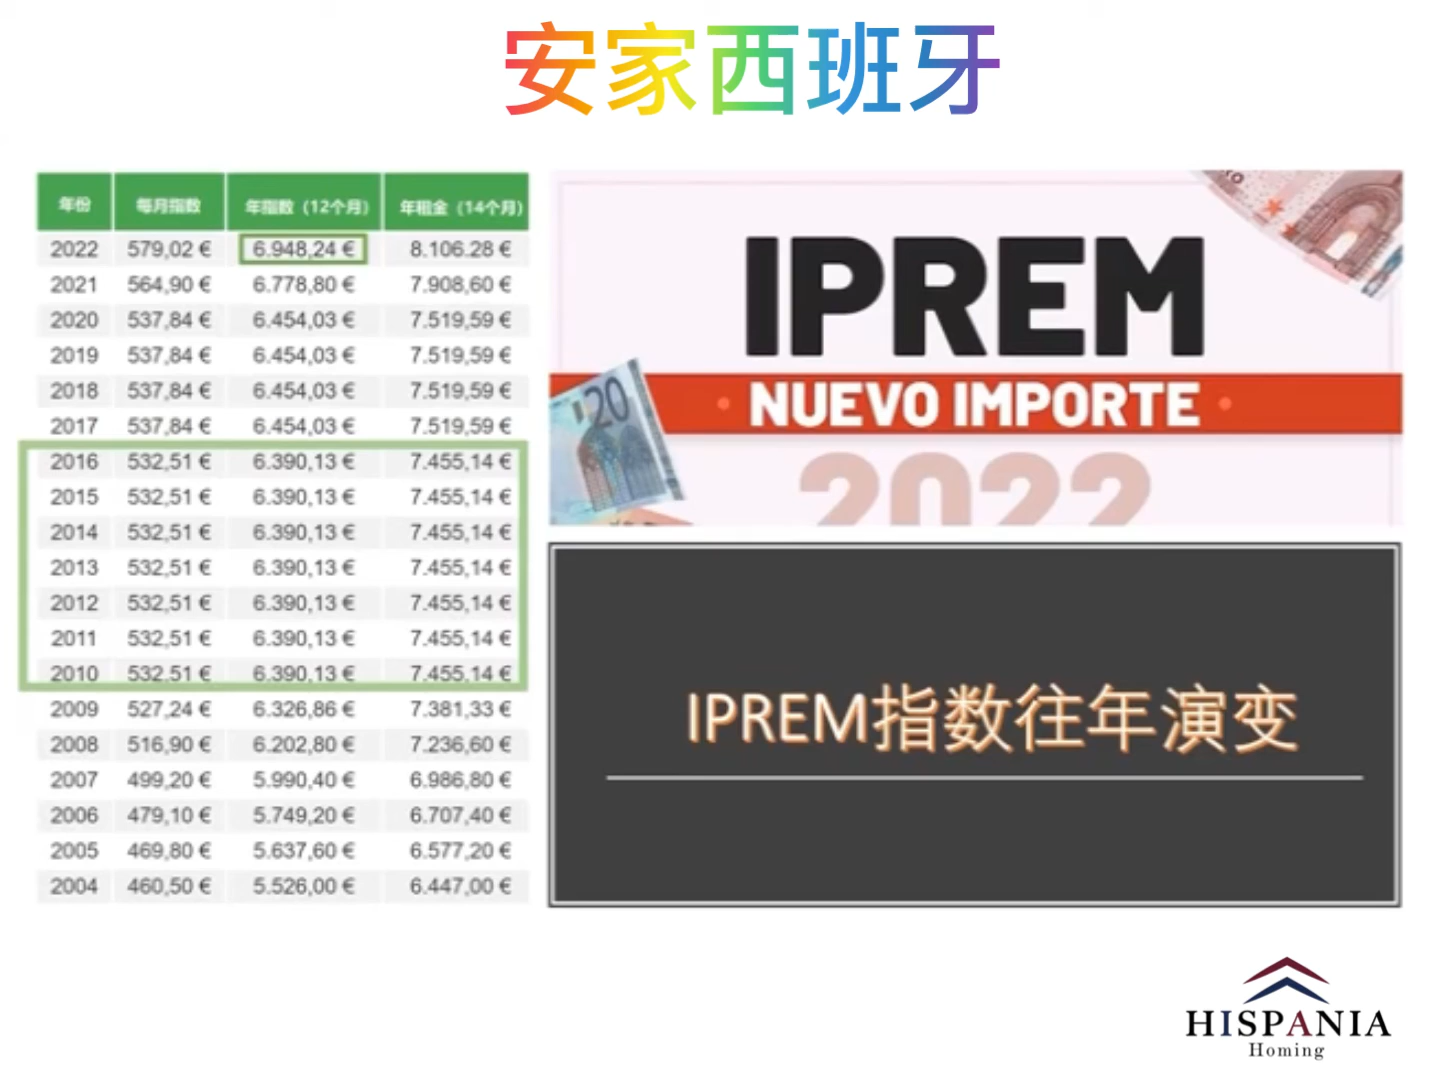 安家西班牙
年份 每月指数 年指数（12个月） 年租金（14个月）
2022 579,02 € 6.948,24 € 8.106.28 €
2021 564,90 € 6.778,80 € 7.908,60 €
2020 537,84 € 6.454,03 € 7.519,59 €
2019 537,84 € 6.454,03 € 7.519,59 €
2018 537,84 € 6.454,03 € 7.519,59 €
2017 537,84 € 6.454,03 € 7.519,59 €
2016 532,51 € 6.390,13 € 7.455,14 €
2015 532,51 € 6.390,13 € 7.455,14 €
2014 532,51 € 6.390,13 € 7.455,14 €
2013 532,51 € 6.390,13 € 7.455,14 €
2012 532,51 € 6.390,13 € 7.455,14 €
2011 532,51 € 6.390,13 € 7.455,14 €
2010 532,51 € 6.390,13 € 7.455,14 €
2009 527,24 € 6.326,86 € 7.381,33 €
2008 516,90 € 6.202,80 € 7.236,60 €
2007 499,20 € 5.990,40 € 6.986,80 €
2006 479,10 € 5.749,20 € 6.707,40 €
2005 469,80 € 5.637,60 € 6.577,20 €
2004 460,50 € 5.526,00 € 6.447,00 €
IPREM
NUEVO IMPORTE
20
2022
IPREM指数往年演变
HISPANIA
Homing